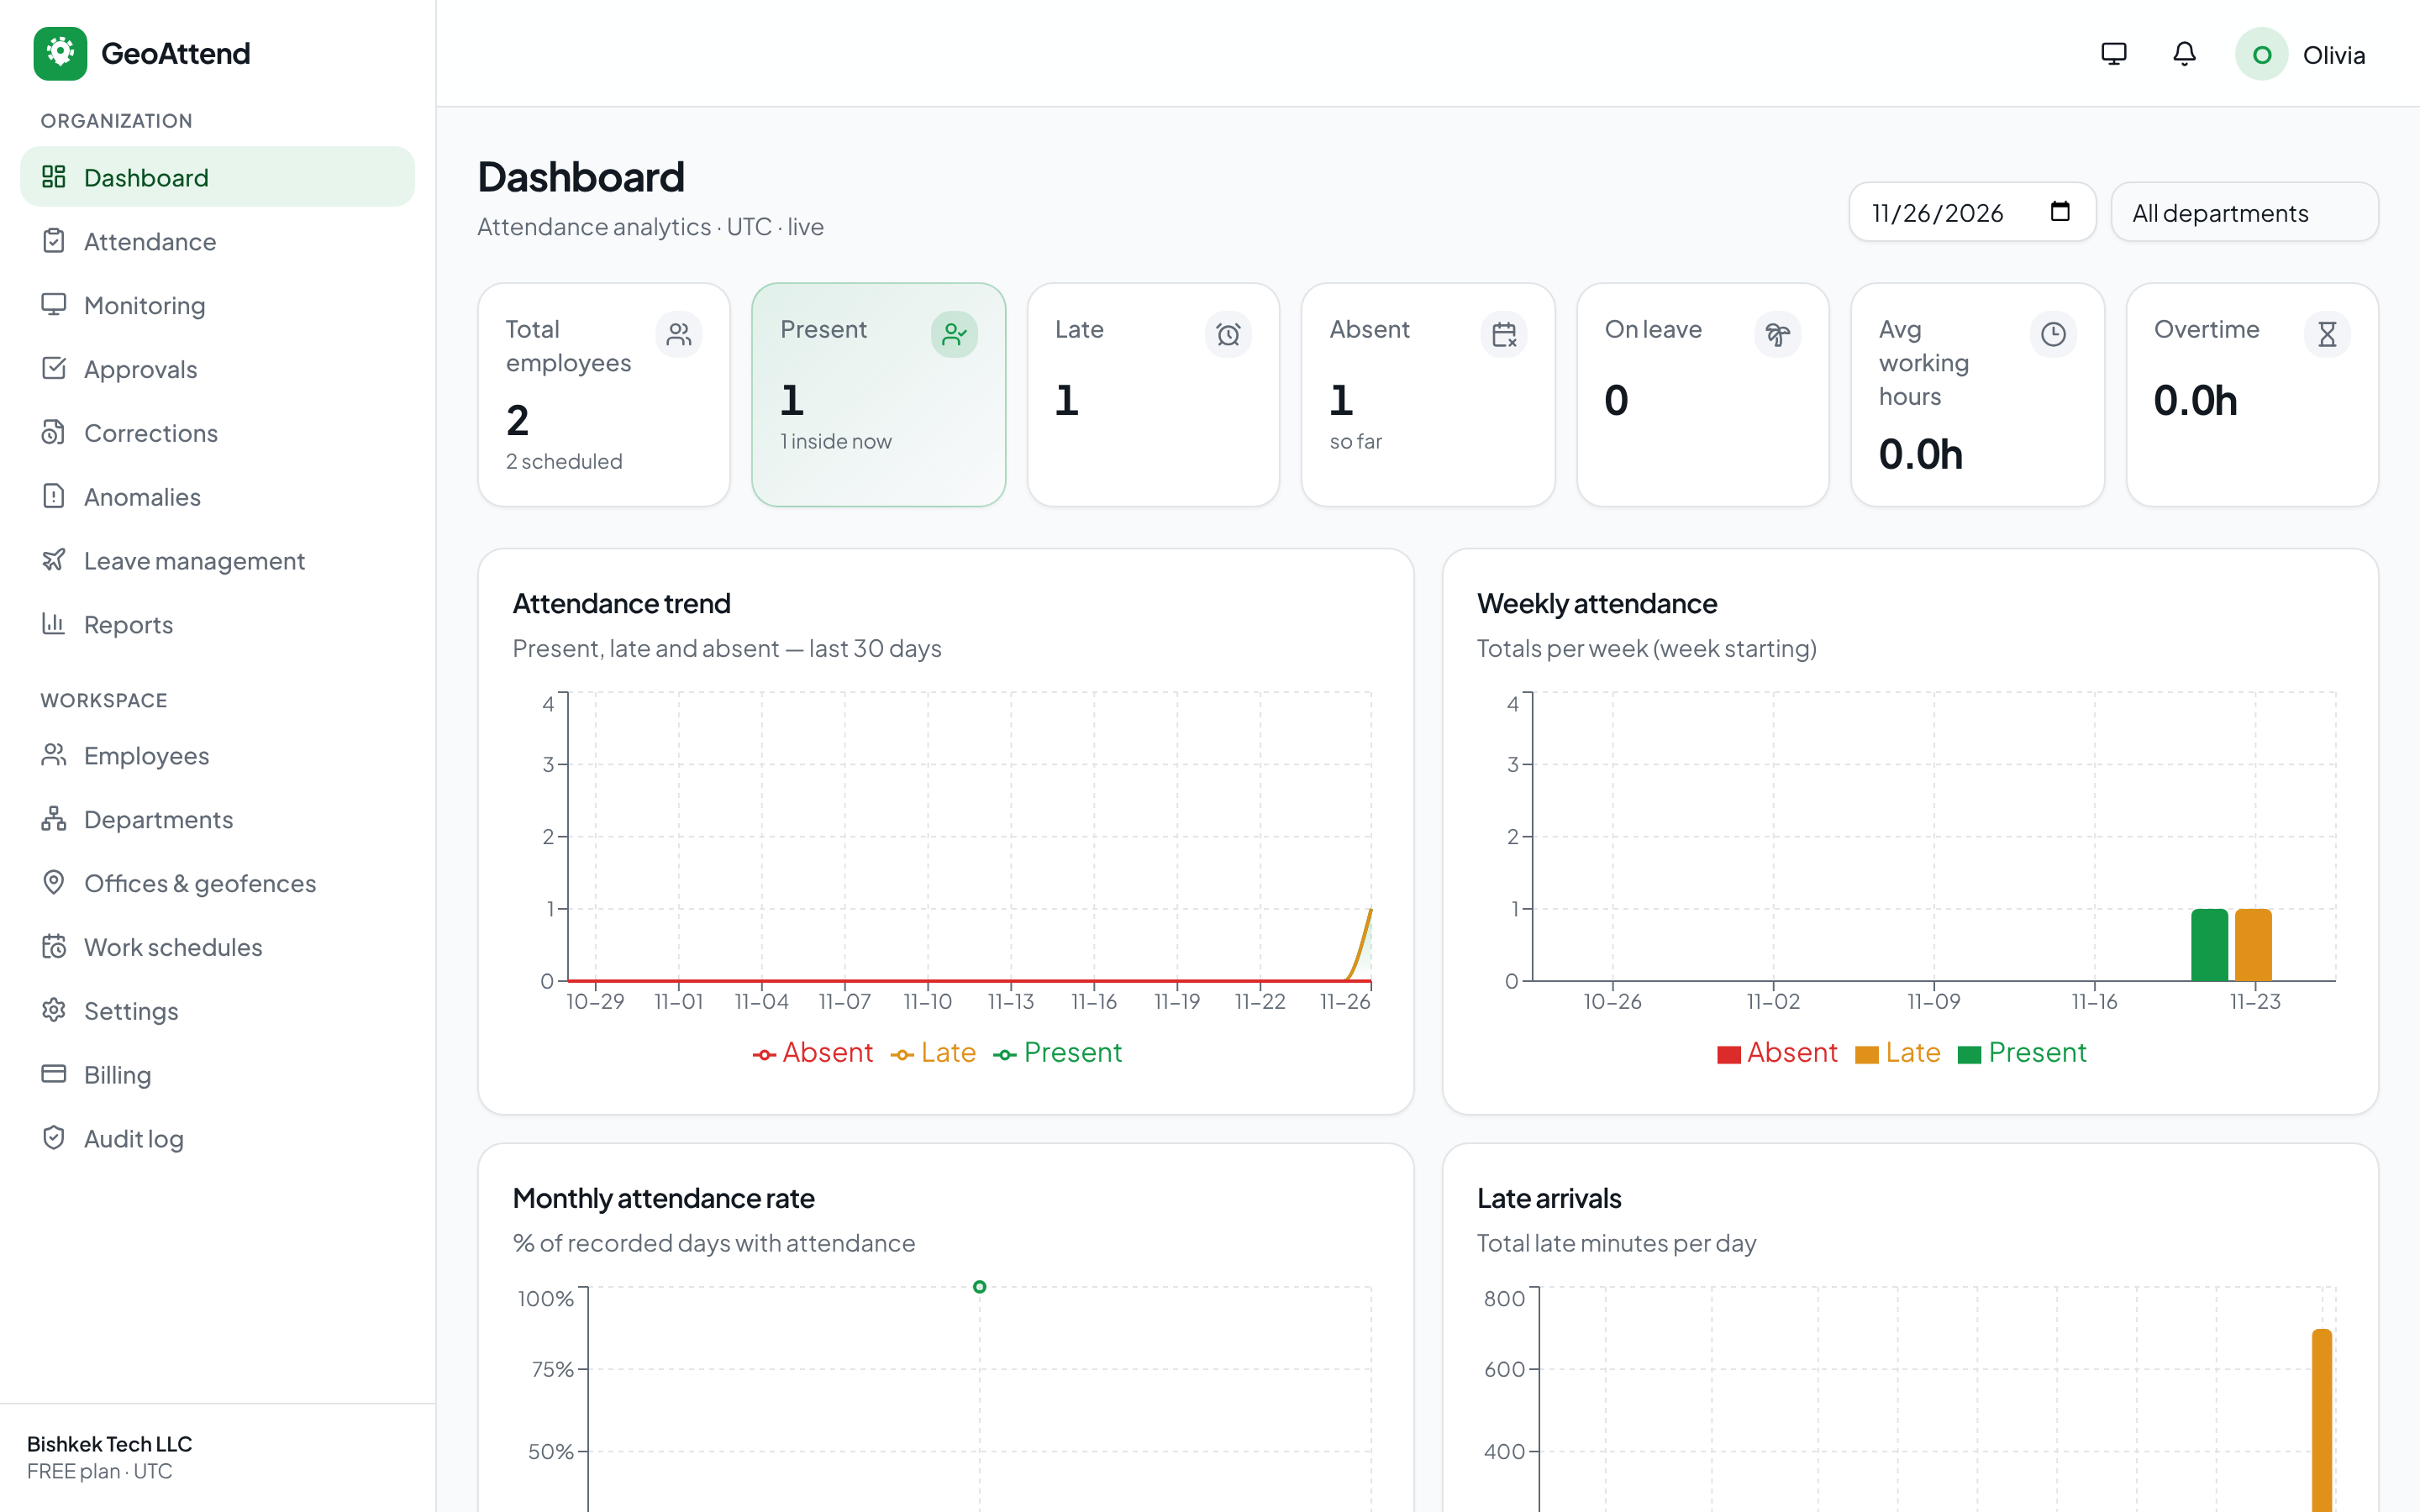 GeoAttend
ORGANIZATION
Dashboard
Attendance
Monitoring
Approvals
Corrections
Anomalies
Leave management
Reports
WORKSPACE
Employees
Departments
Offices & geofences
Work schedules
Settings
Billing
Audit log
Bishkek Tech LLC
FREE plan · UTC
O Olivia
Dashboard
Attendance analytics · UTC · live
11/26/2026
All departments
Total employees
2
2 scheduled
Present
1
1 inside now
Late
1
Absent
1
so far
On leave
0
Avg working hours
0.0h
Overtime
0.0h
Attendance trend
Present, late and absent — last 30 days
4
3
2
1
0
10-29 11-01 11-04 11-07 11-10 11-13 11-16 11-19 11-22 11-26
Absent Late Present
Weekly attendance
Totals per week (week starting)
4
3
2
1
0
10-26 11-02 11-09 11-16 11-23
Absent Late Present
Monthly attendance rate
% of recorded days with attendance
100%
75%
50%
Late arrivals
Total late minutes per day
800
600
400